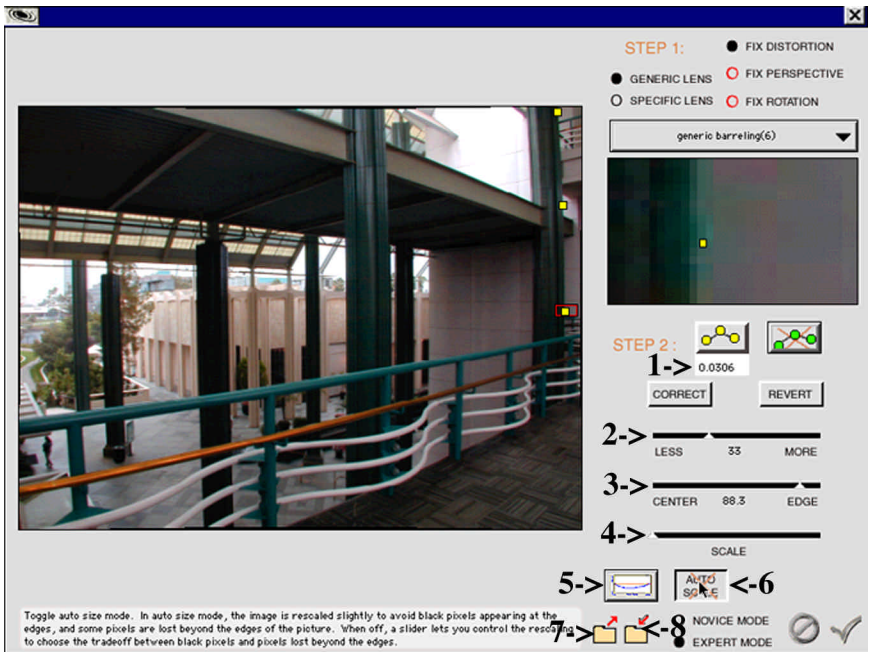 STEP 1:
FIX DISTORTION
GENERIC LENS
FIX PERSPECTIVE
SPECIFIC LENS
FIX ROTATION
generic barreling(6)
STEP 2 :
1->
0.0306
CORRECT
REVERT
2->
LESS 33 MORE
3->
CENTER 88.3 EDGE
4->
SCALE
5->
AUTO
SCALE
<-6
Toggle auto size mode. In auto size mode, the image is rescaled slightly to avoid black pixels appearing at the
edges, and some pixels are lost beyond the edges of the picture. When off, a slider lets you control the rescaling
to choose the tradeoff between black pixels and pixels lost beyond the edges.
7->
<-8
NOVICE MODE
EXPERT MODE